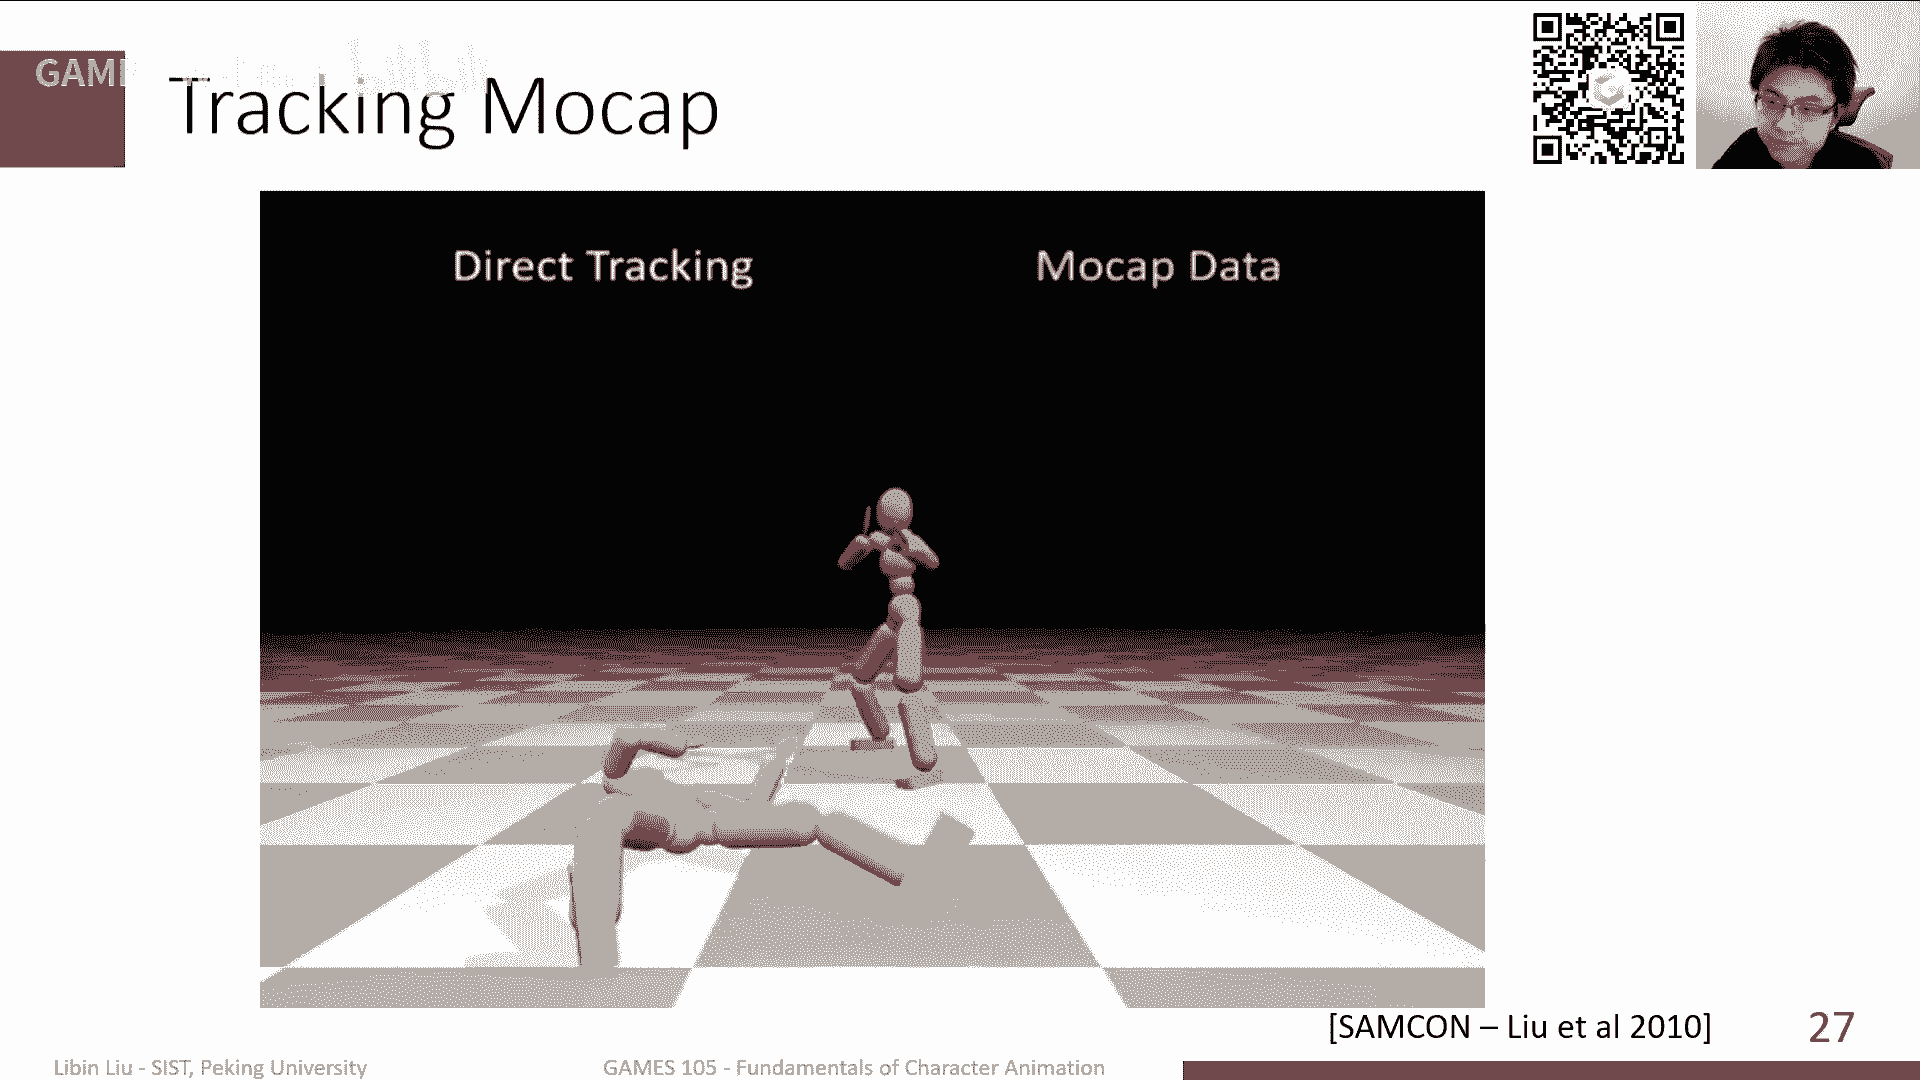 GAM
Tracking Mocap
Direct Tracking
Mocap Data
[SAMCON – Liu et al 2010]
27
Libin Liu - SIST, Peking University
GAMES 105 - Fundamentals of Character Animation